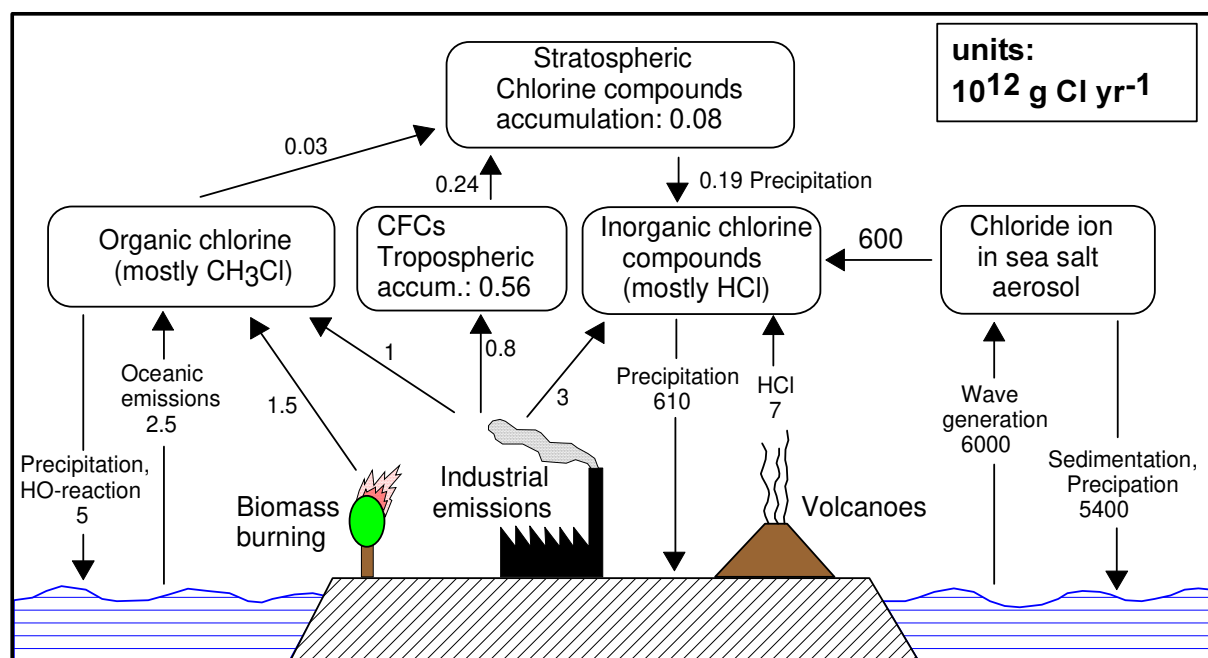 units:
10¹² g Cl yr⁻¹
Stratospheric
Chlorine compounds
accumulation: 0.08
0.03
0.24
0.19 Precipitation
Organic chlorine
(mostly CH₃Cl)
CFCs
Tropospheric
accum.: 0.56
Inorganic chlorine
compounds
(mostly HCl)
600
Chloride ion
in sea salt
aerosol
Precipitation,
HO-reaction
5
Oceanic
emissions
2.5
1.5
1
0.8
3
Precipitation
610
HCl
7
Wave
generation
6000
Sedimentation,
Precipation
5400
Biomass
burning
Industrial
emissions
Volcanoes